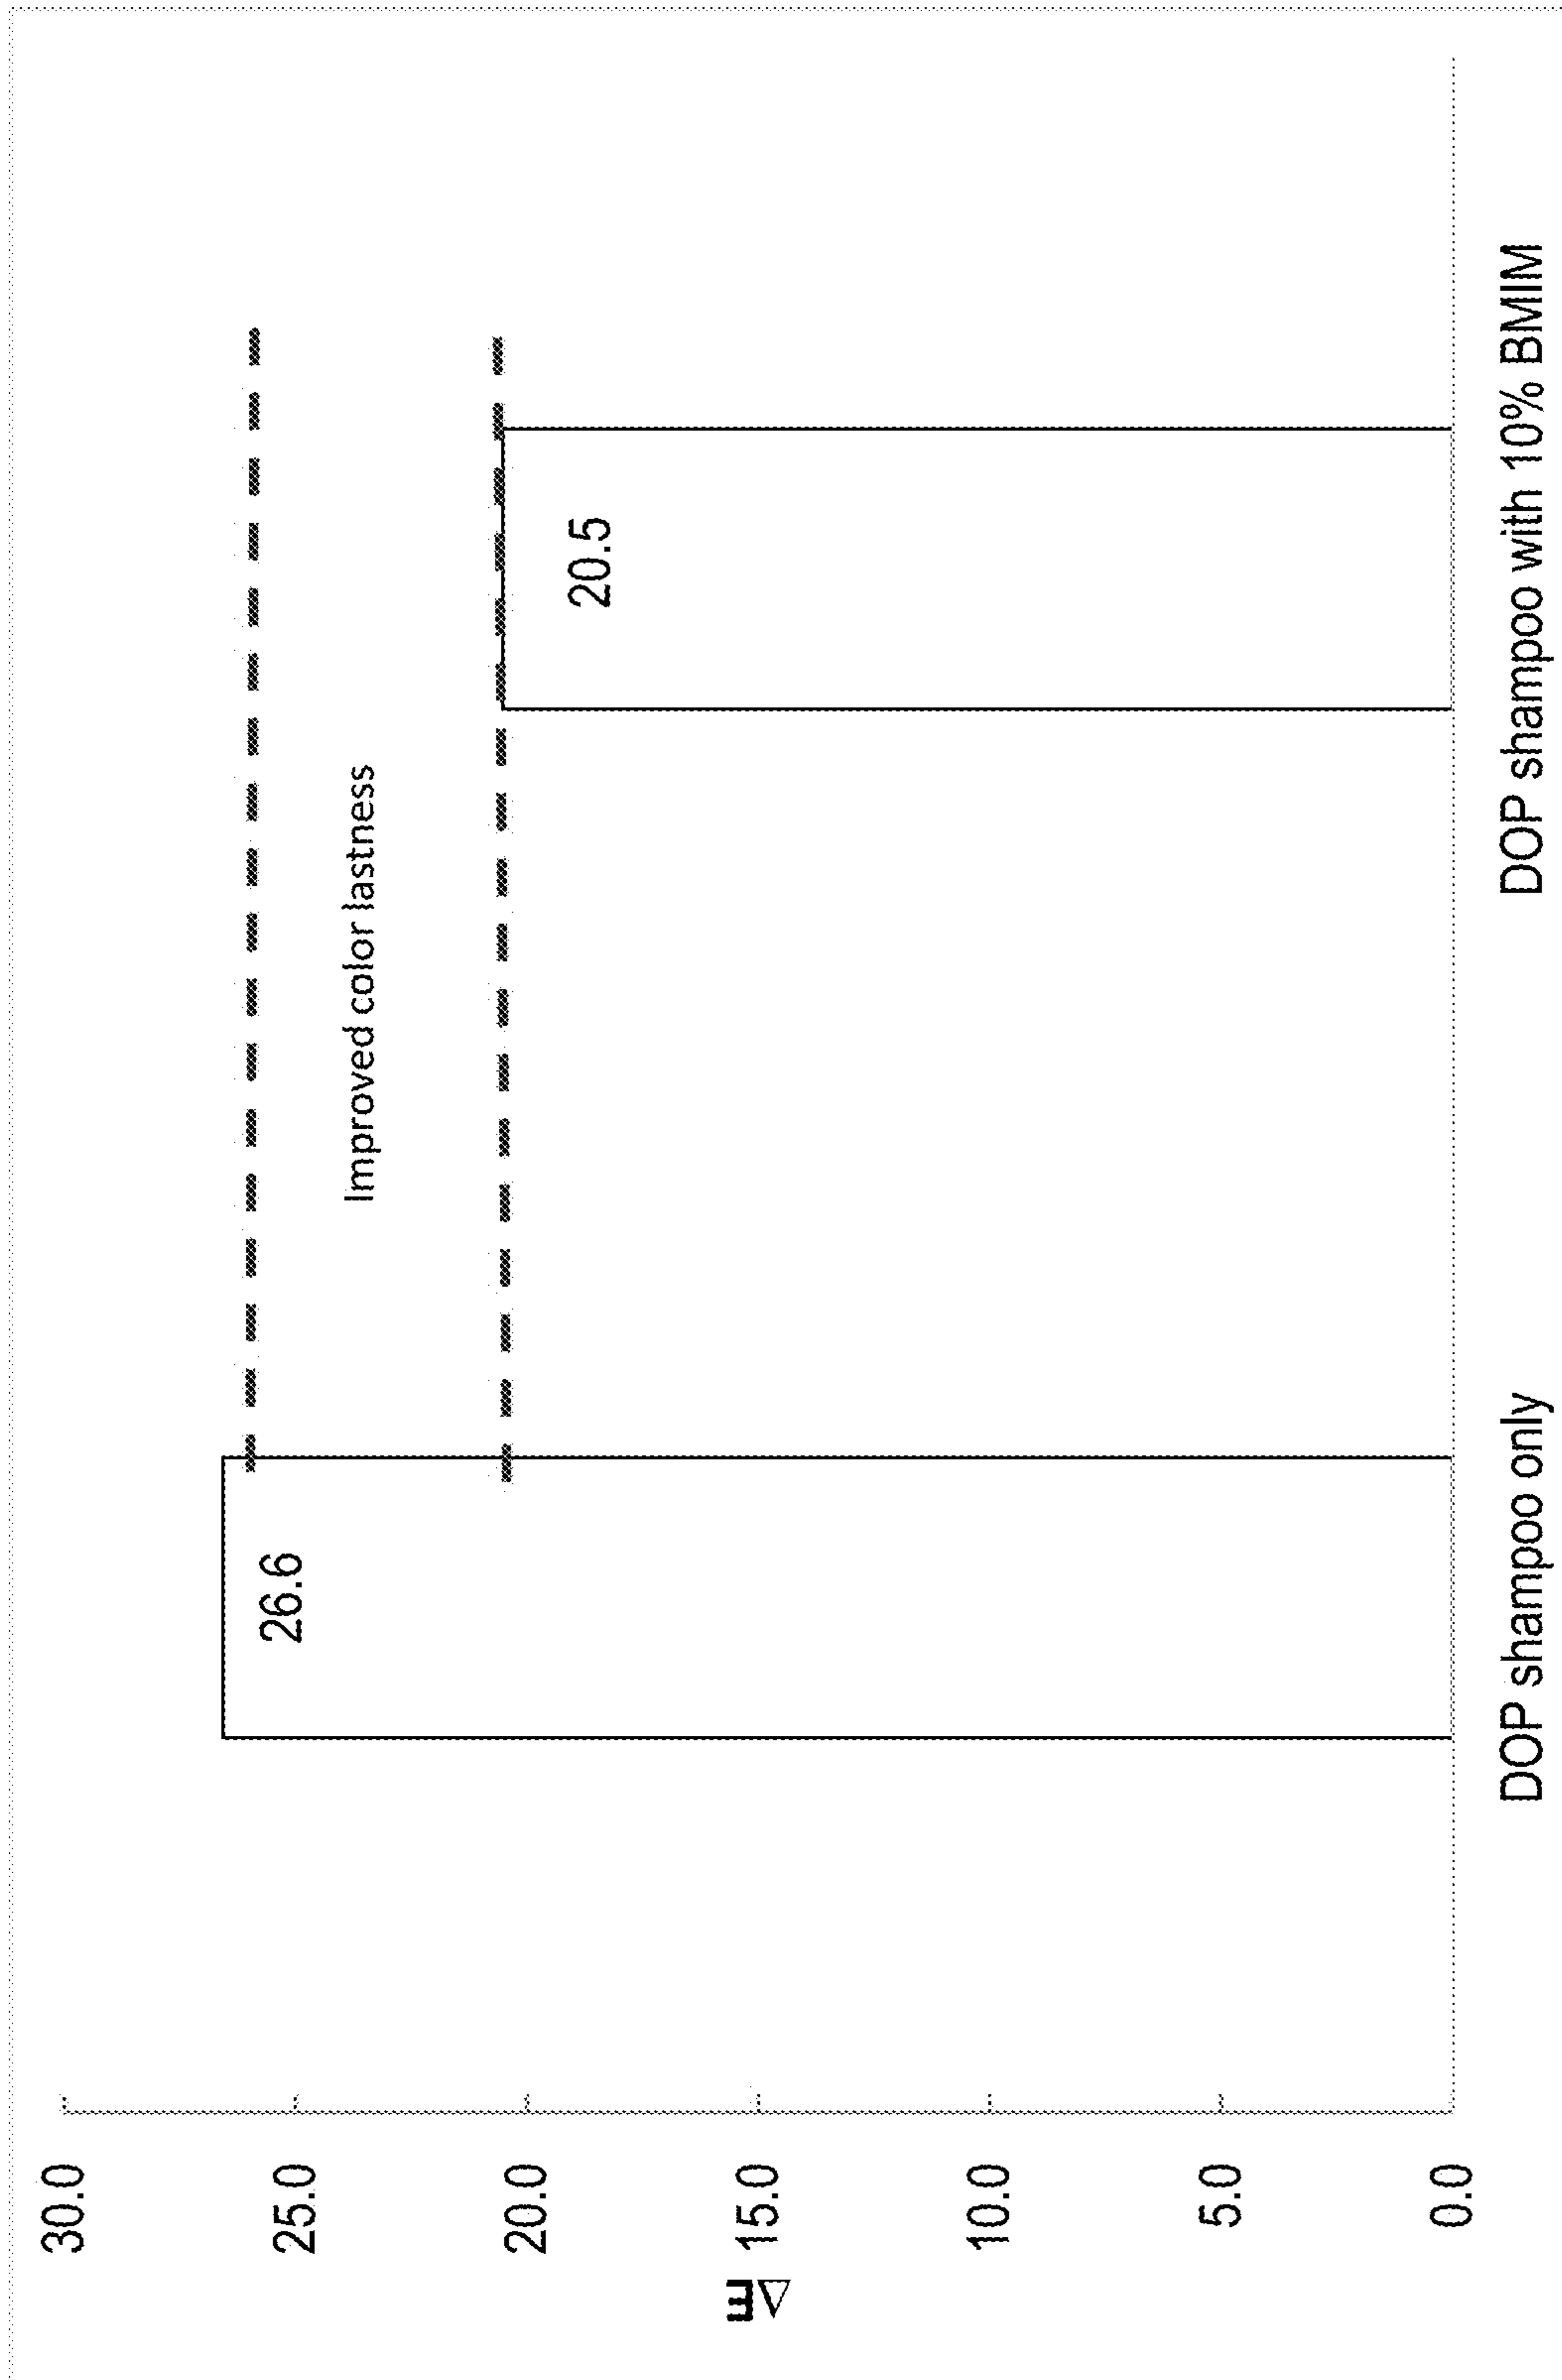 30.0
25.0
20.0
15.0
10.0
5.0
0.0
ΔE
26.6
20.5
Improved color lastness
DOP shampoo only
DOP shampoo with 10% BMIM